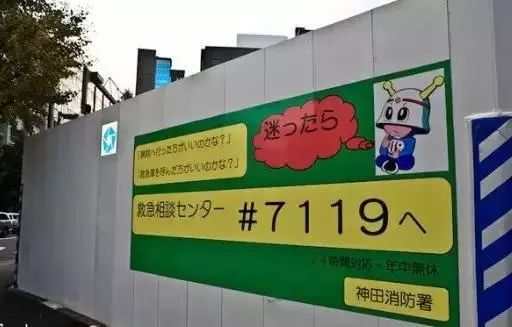 「病院へ行った方がいいのかな？」
「救急車を呼んだ方がいいのかな？」
迷ったら
救急相談センター #7119へ
24時間対応・年中無休
神田消防署